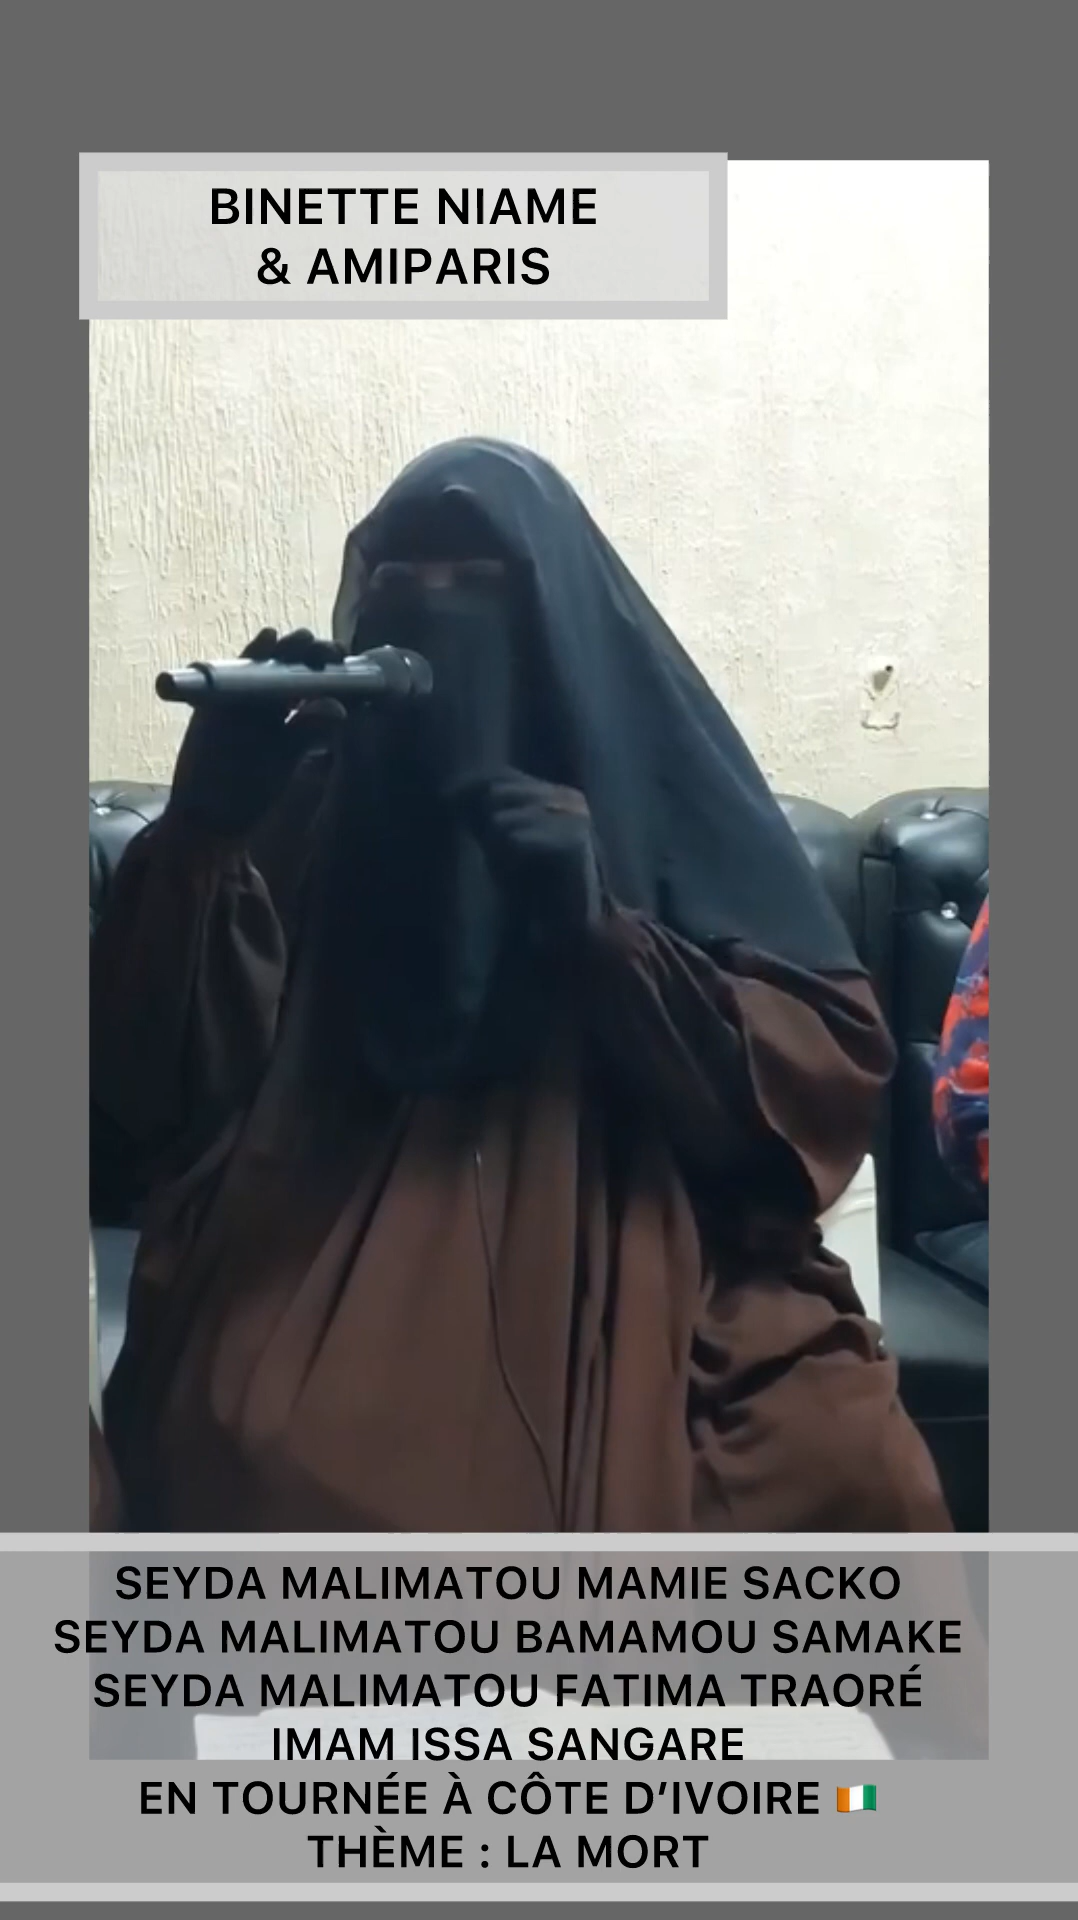 BINETTE NIAME
& AMIPARIS
SEYDA MALIMATOU MAMIE SACKO
SEYDA MALIMATOU BAMAMOU SAMAKE
SEYDA MALIMATOU FATIMA TRAORÉ
IMAM ISSA SANGARE
EN TOURNÉE À CÔTE D’IVOIRE 🇨🇮
THÈME : LA MORT